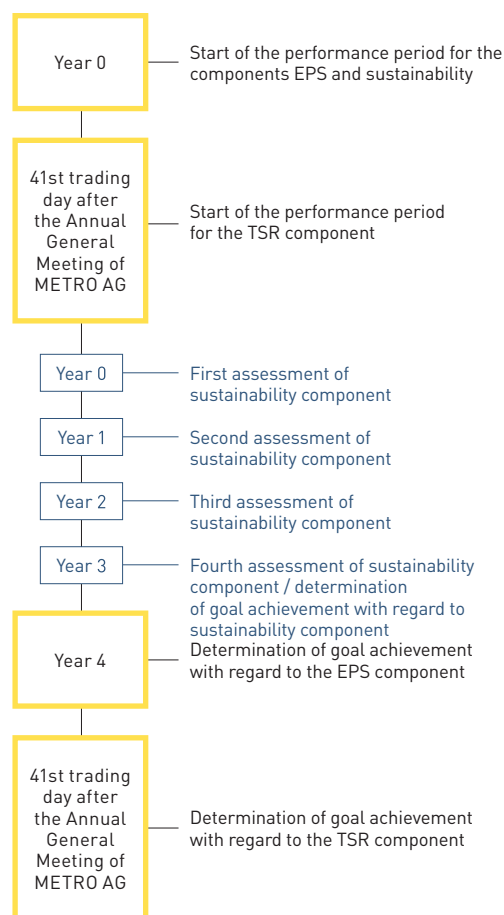 Year 0
Start of the performance period for the
components EPS and sustainability
41st trading
day after
the Annual
General
Meeting of
METRO AG
Start of the performance period
for the TSR component
Year 0
First assessment of
sustainability component
Year 1
Second assessment of
sustainability component
Year 2
Third assessment of
sustainability component
Year 3
Fourth assessment of sustainability
component / determination
of goal achievement with regard to
sustainability component
Year 4
Determination of goal achievement
with regard to the EPS component
41st trading
day after
the Annual
General
Meeting of
METRO AG
Determination of goal achievement
with regard to the TSR component